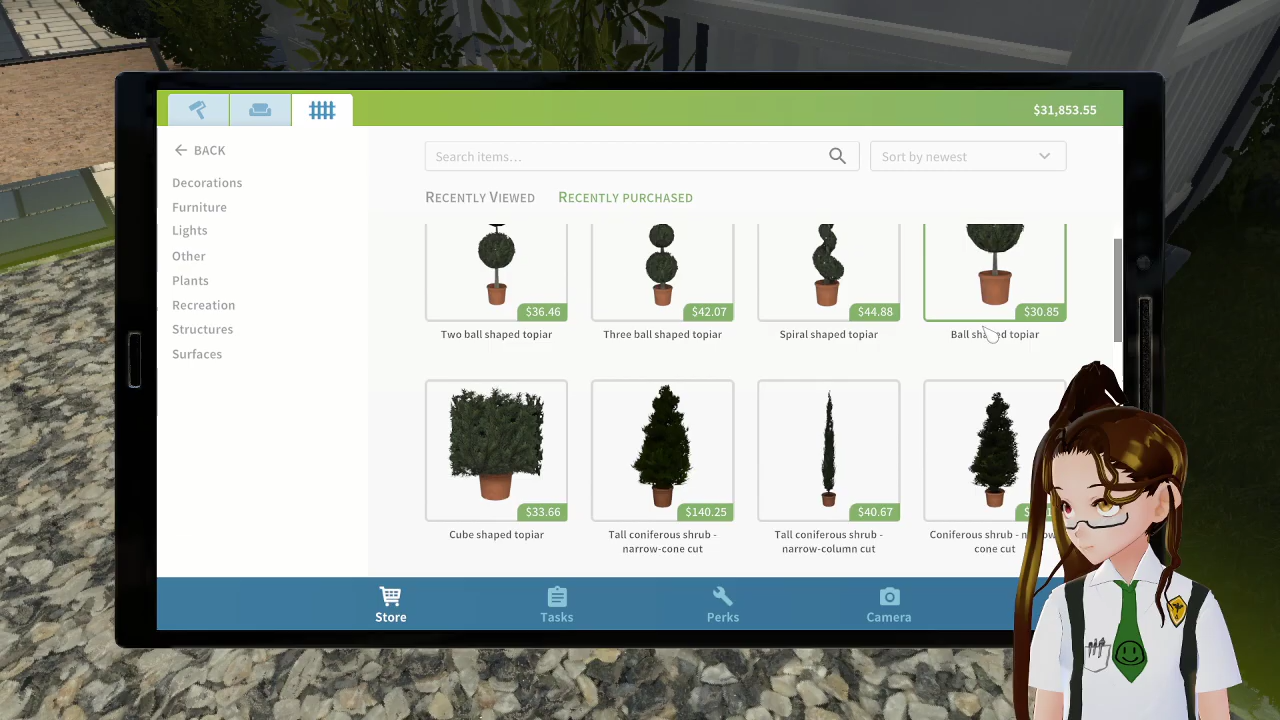 $31,853.55
BACK
Search items...
Sort by newest
Decorations
Furniture
Lights
Other
Plants
Recreation
Structures
Surfaces
RECENTLY VIEWED
RECENTLY PURCHASED
$36.46
$42.07
$44.88
$30.85
Two ball shaped topiar
Three ball shaped topiar
Spiral shaped topiar
Ball shaped topiar
$33.66
$140.25
$40.67
Cube shaped topiar
Tall coniferous shrub -
narrow-cone cut
Tall coniferous shrub -
narrow-column cut
Coniferous shrub -
cone cut
Store
Tasks
Perks
Camera